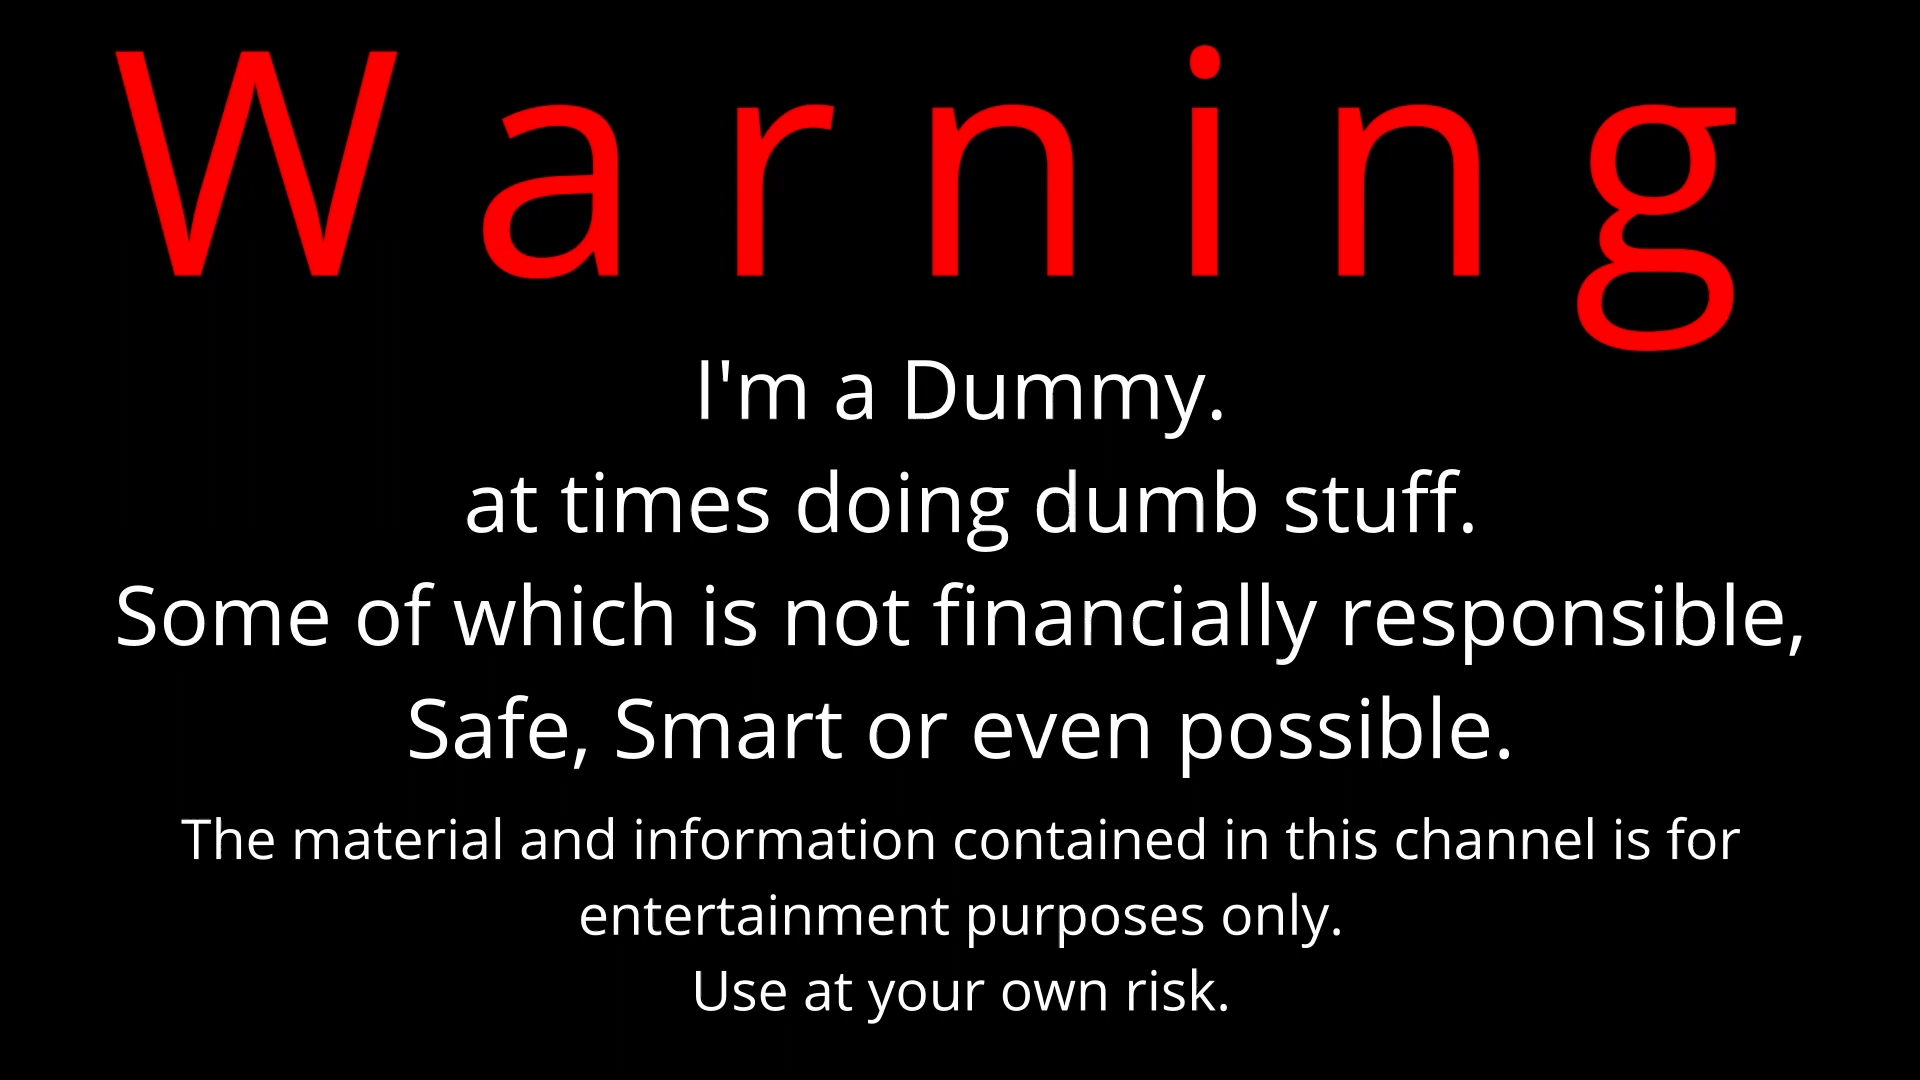 Warning
I'm a Dummy.
at times doing dumb stuff.
Some of which is not financially responsible,
Safe, Smart or even possible.
The material and information contained in this channel is for
entertainment purposes only.
Use at your own risk.